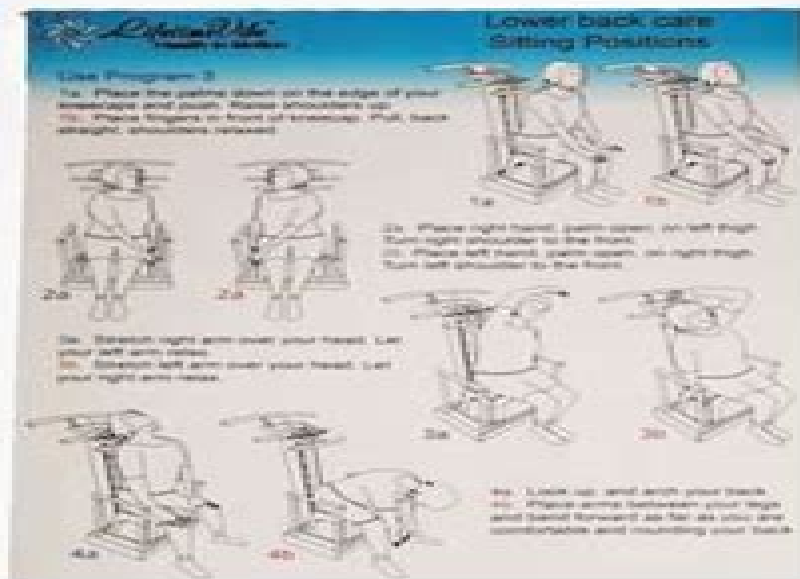 Lower back care
Sitting Positions
Use Program 3
1a. Place the palms down on the edge of your
kneecaps and push. Raise shoulders up.
1b. Place fingers in front of kneecap. Pull, back
straight, shoulders relaxed.
1a
1b
2a
2a
2a. Place right hand, palm open, on left thigh.
Turn right shoulder to the front.
2b. Place left hand, palm open, on right thigh.
Turn left shoulder to the front.
3a. Stretch right arm over your head. Let
your left arm relax.
3b. Stretch left arm over your head. Let
your right arm relax.
3a
3b
4a
4b
4a. Look up, and arch your back.
4b. Place arms between your legs
and bend forward as far as you are
comfortable and rounding your back